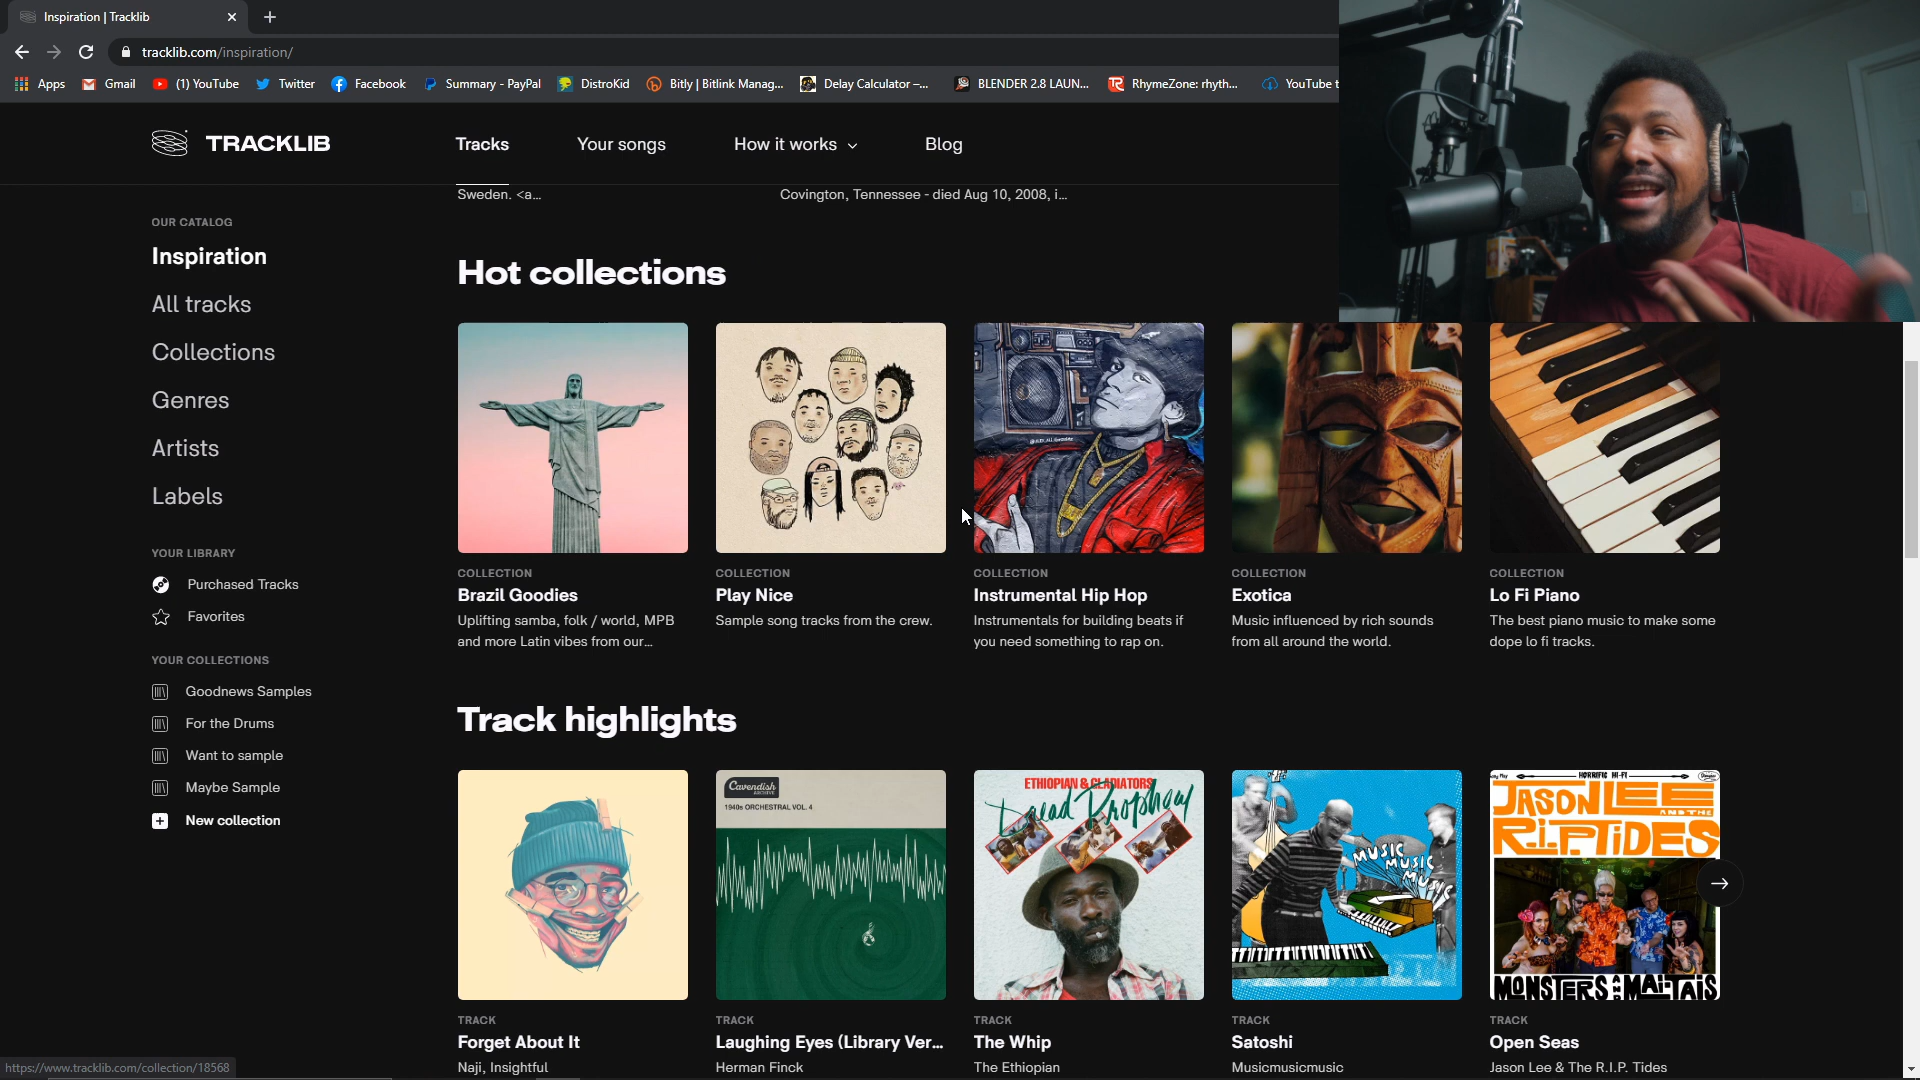 Inspiration | Tracklib
tracklib.com/inspiration/
Apps
Gmail
(1) YouTube
Twitter
Facebook
Summary - PayPal
DistroKid
Bitly | Bitlink Manag...
Delay Calculator –...
BLENDER 2.8 LAUN...
RhymeZone: rhyth...
YouTube t
TRACKLIB
Tracks
Your songs
How it works
Blog
Sweden. <a...
Covington, Tennessee - died Aug 10, 2008, i...
OUR CATALOG
Inspiration
All tracks
Collections
Genres
Artists
Labels
YOUR LIBRARY
Purchased Tracks
Favorites
YOUR COLLECTIONS
Goodnews Samples
For the Drums
Want to sample
Maybe Sample
New collection
Hot collections
COLLECTION
Brazil Goodies
Uplifting samba, folk / world, MPB
and more Latin vibes from our...
COLLECTION
Play Nice
Sample song tracks from the crew.
COLLECTION
Instrumental Hip Hop
Instrumentals for building beats if
you need something to rap on.
COLLECTION
Exotica
Music influenced by rich sounds
from all around the world.
COLLECTION
Lo Fi Piano
The best piano music to make some
dope lo fi tracks.
Track highlights
Cavendish
ARCHIVE
1940s ORCHESTRAL VOL. 4
ETHIOPIAN & GLADIATORS
Dread Prophecy
MUSIC
MUSIC
MUSIC
HORRIFIC HI-FI
JASON LEE
AND THE
R.I.P. TIDES
MONSTERS & MAI-TAIS
TRACK
Forget About It
Naji, Insightful
TRACK
Laughing Eyes (Library Ver...
Herman Finck
TRACK
The Whip
The Ethiopian
TRACK
Satoshi
Musicmusicmusic
TRACK
Open Seas
Jason Lee & The R.I.P. Tides
https://www.tracklib.com/collection/18568